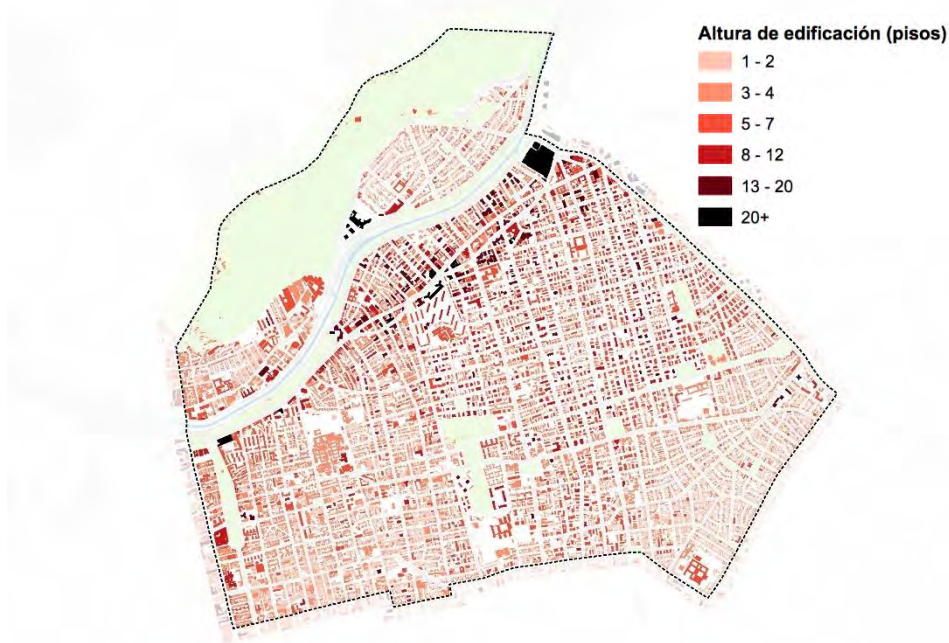 Altura de edificación (pisos)
1 - 2
3 - 4
5 - 7
8 - 12
13 - 20
20+